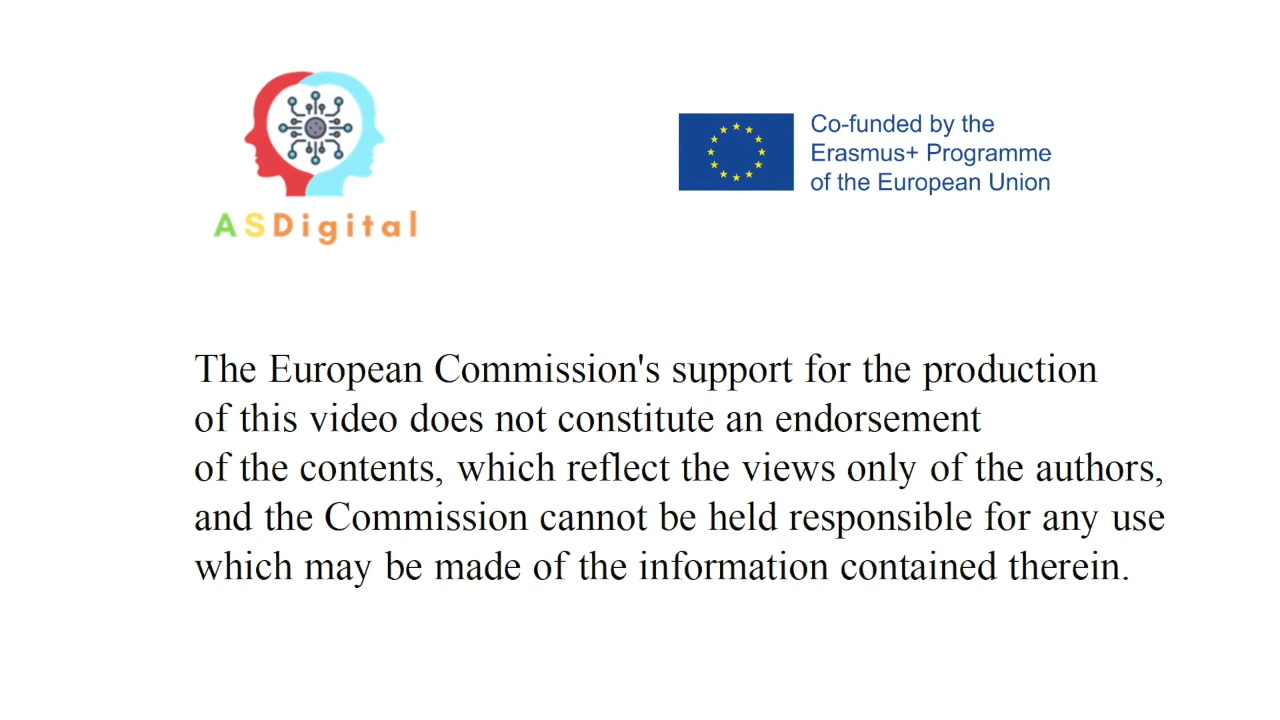 ASDigital
Co-funded by the
Erasmus+ Programme
of the European Union
The European Commission's support for the production
of this video does not constitute an endorsement
of the contents, which reflect the views only of the authors,
and the Commission cannot be held responsible for any use
which may be made of the information contained therein.